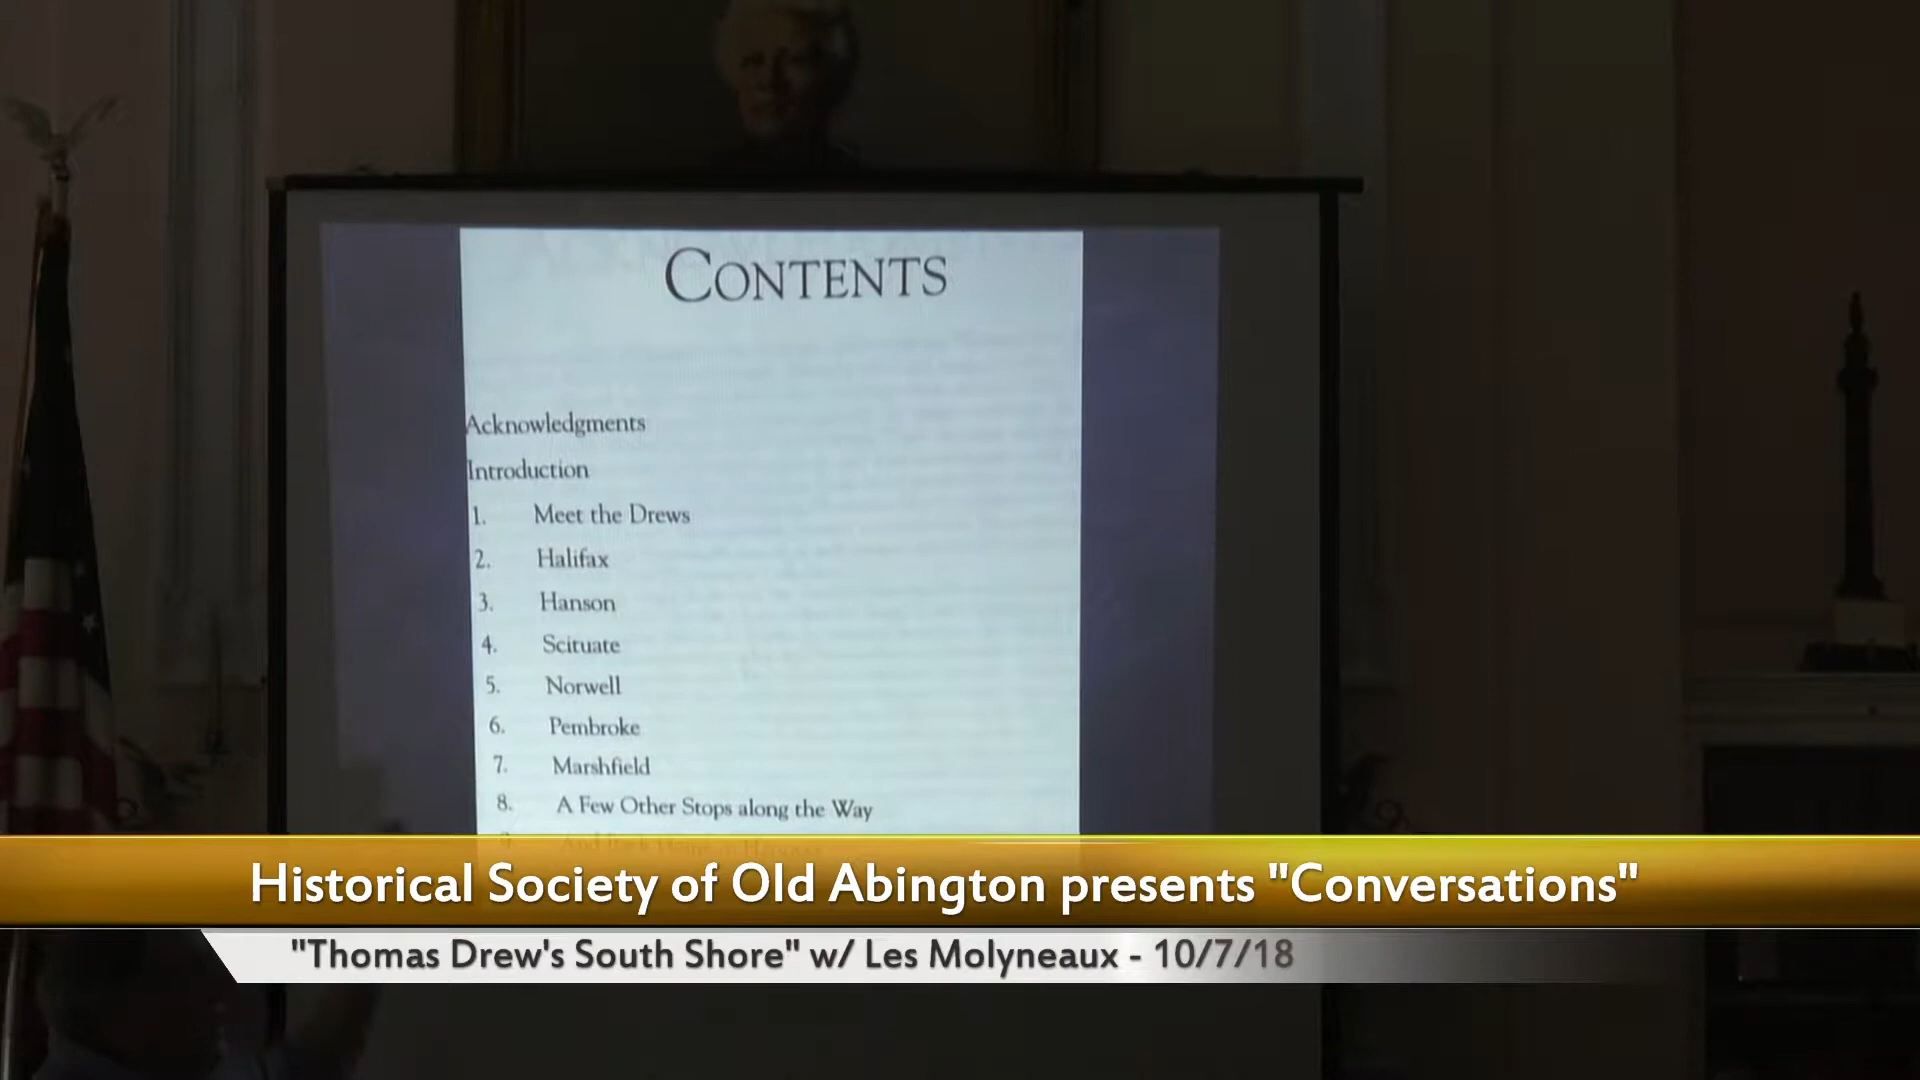 CONTENTS
Acknowledgments
Introduction
1. Meet the Drews
2. Halifax
3. Hanson
4. Scituate
5. Norwell
6. Pembroke
7. Marshfield
8. A Few Other Stops along the Way
Historical Society of Old Abington presents "Conversations"
"Thomas Drew's South Shore" w/ Les Molyneaux - 10/7/18